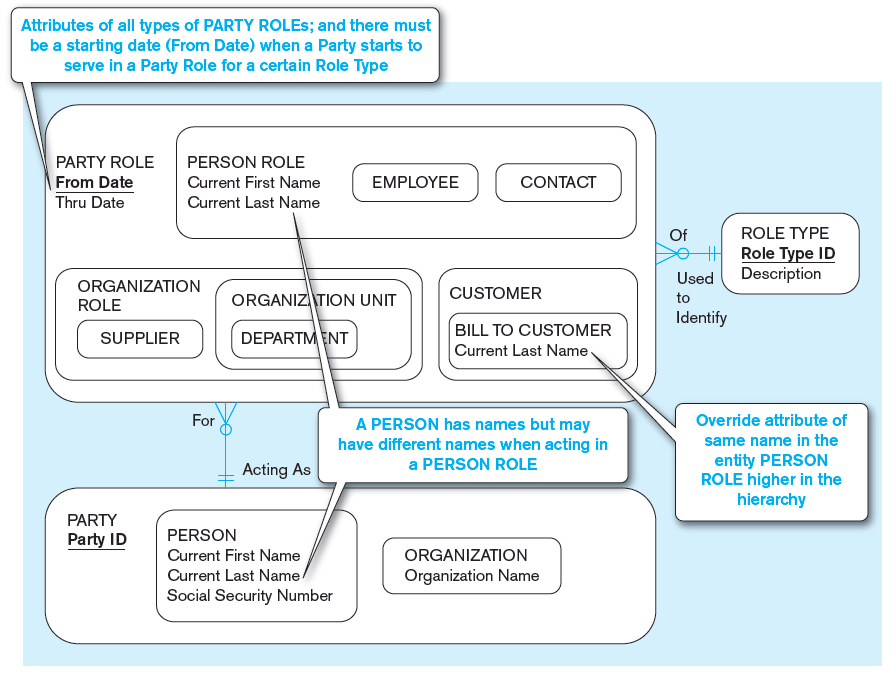 Attributes of all types of PARTY ROLEs; and there must
be a starting date (From Date) when a Party starts to
serve in a Party Role for a certain Role Type
PARTY ROLE
From Date
Thru Date
PERSON ROLE
Current First Name
Current Last Name
EMPLOYEE
CONTACT
Of
Used
to
Identify
ROLE TYPE
Role Type ID
Description
ORGANIZATION
ROLE
SUPPLIER
ORGANIZATION UNIT
DEPARTMENT
CUSTOMER
BILL TO CUSTOMER
Current Last Name
For
Acting As
A PERSON has names but may
have different names when acting in
a PERSON ROLE
Override attribute of
same name in the
entity PERSON
ROLE higher in the
hierarchy
PARTY
Party ID
PERSON
Current First Name
Current Last Name
Social Security Number
ORGANIZATION
Organization Name